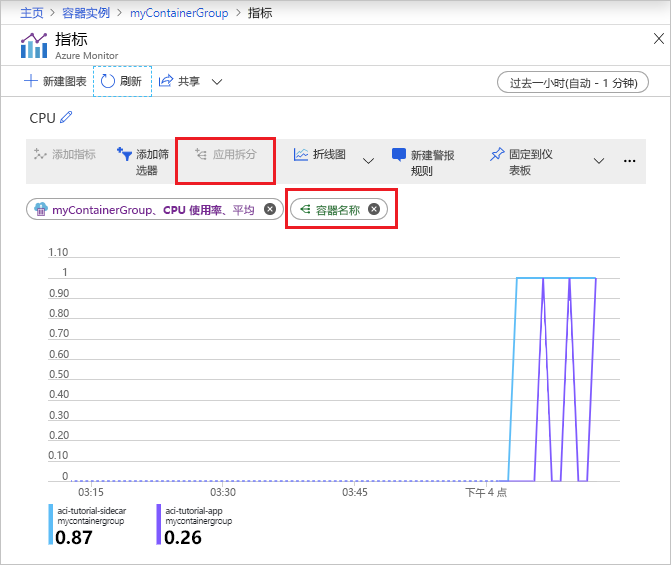 主页 > 容器实例 > myContainerGroup > 指标
指标
Azure Monitor
新建图表 刷新 共享
过去一小时(自动 - 1 分钟)
CPU
添加指标 添加筛选器 应用拆分 折线图 新建警报规则 固定到仪表板 ...
myContainerGroup、CPU 使用率、平均 容器名称
1.10
1
0.90
0.80
0.70
0.60
0.50
0.40
0.30
0.20
0.10
0
03:15 03:30 03:45 下午 4 点
aci-tutorial-sidecar
mycontainergroup
0.87
aci-tutorial-app
mycontainergroup
0.26